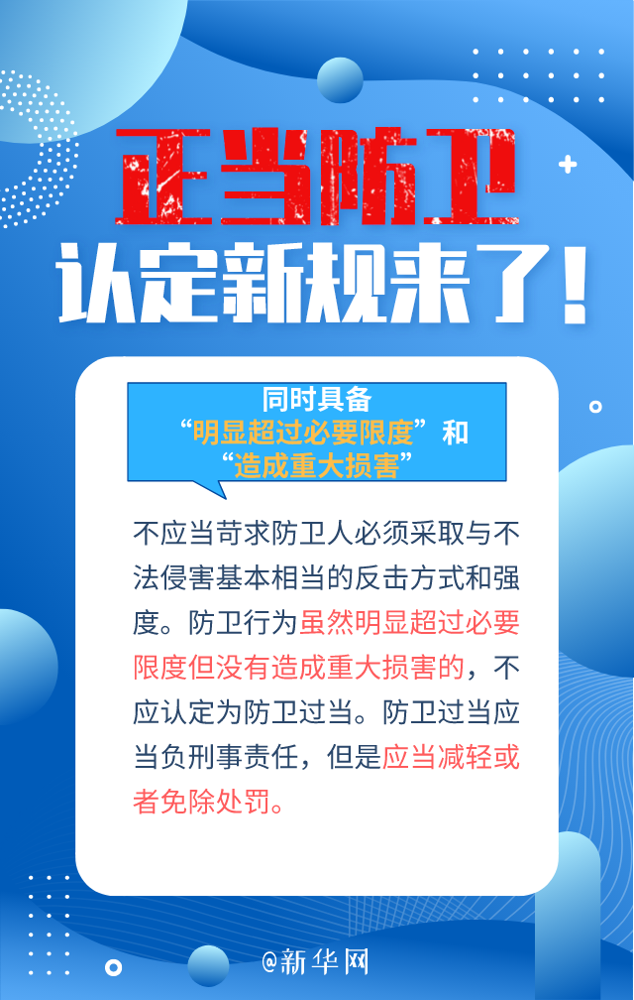 正当防卫
认定新规来了！
同时具备
“明显超过必要限度”和
“造成重大损害”
不应当苛求防卫人必须采取与不
法侵害基本相当的反击方式和强
度。防卫行为虽然明显超过必要
限度但没有造成重大损害的，不
应认定为防卫过当。防卫过当应
当负刑事责任，但是应当减轻或
者免除处罚。
@新华网